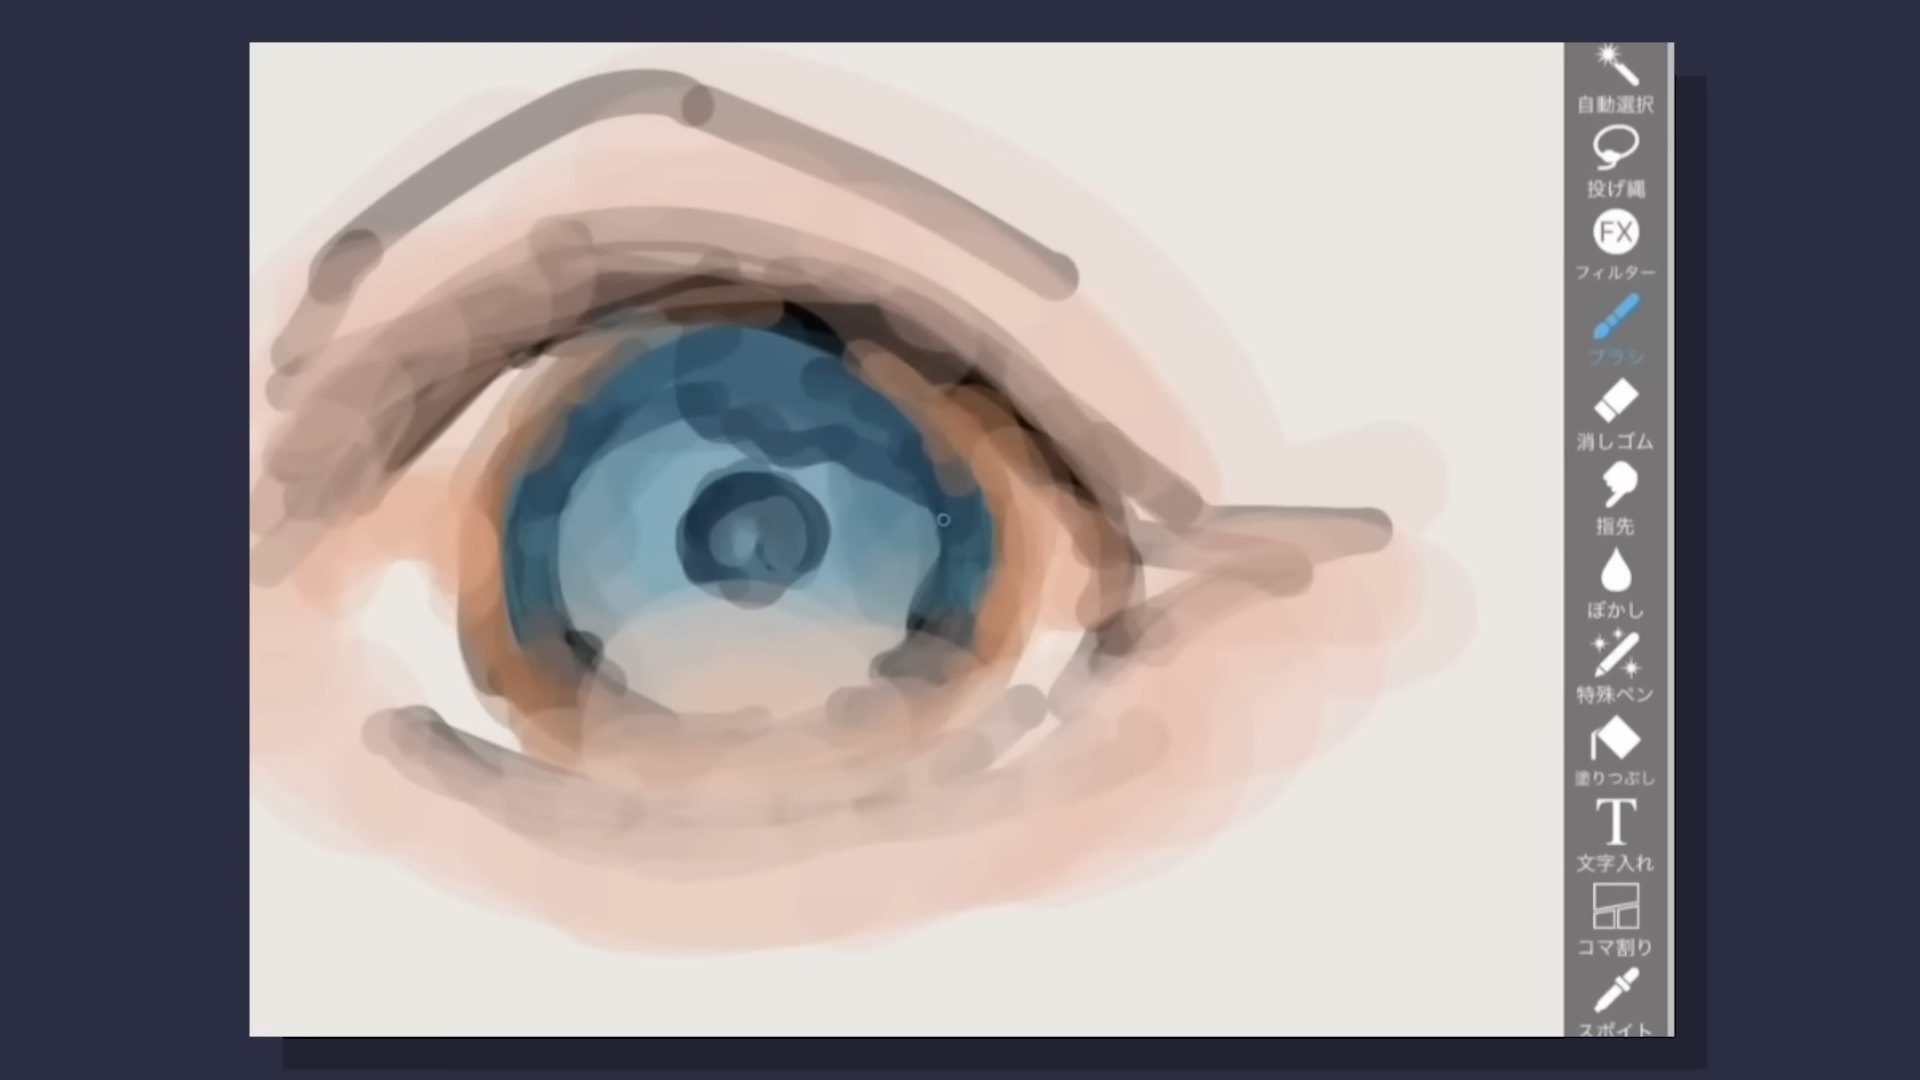 自動選択
投げ縄
FX
フィルター
ブラシ
消しゴム
指先
ぼかし
特殊ペン
塗りつぶし
T
文字入れ
コマ割り
スポイト